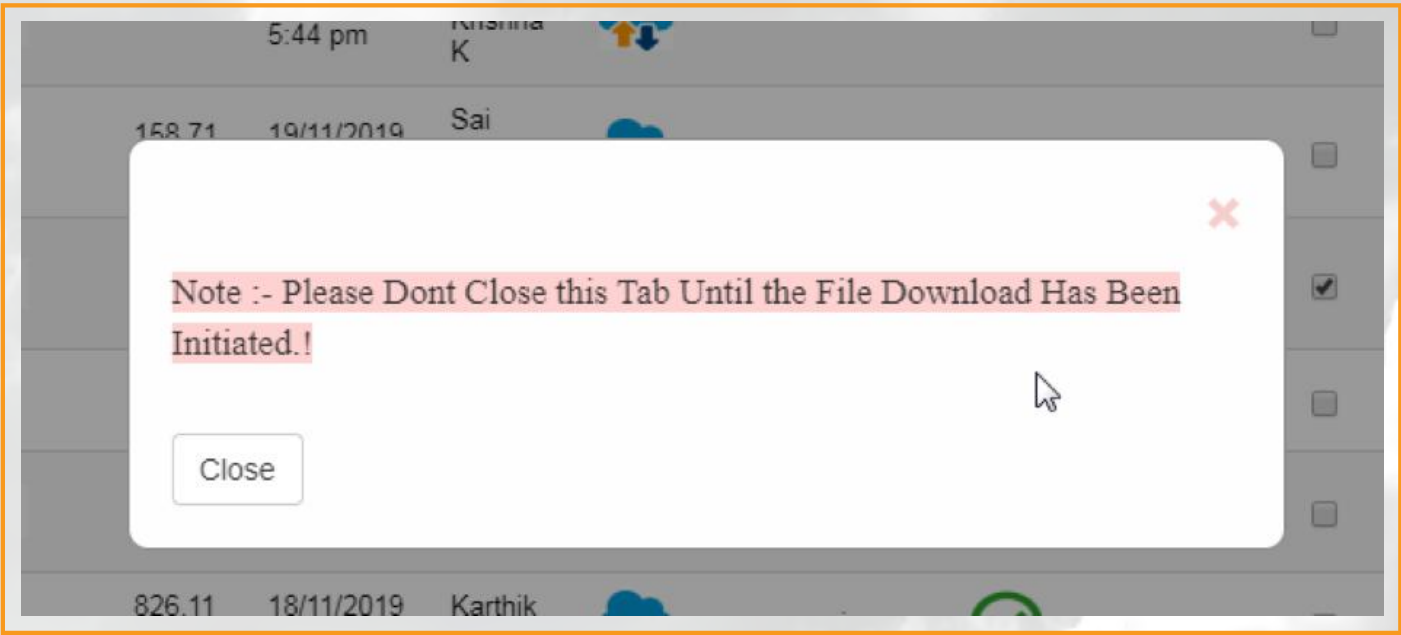 5:44 pm
Krishna
K
158.71 19/11/2019 Sai
Note :- Please Dont Close this Tab Until the File Download Has Been
Initiated.!
Close
826.11 18/11/2019 Karthik